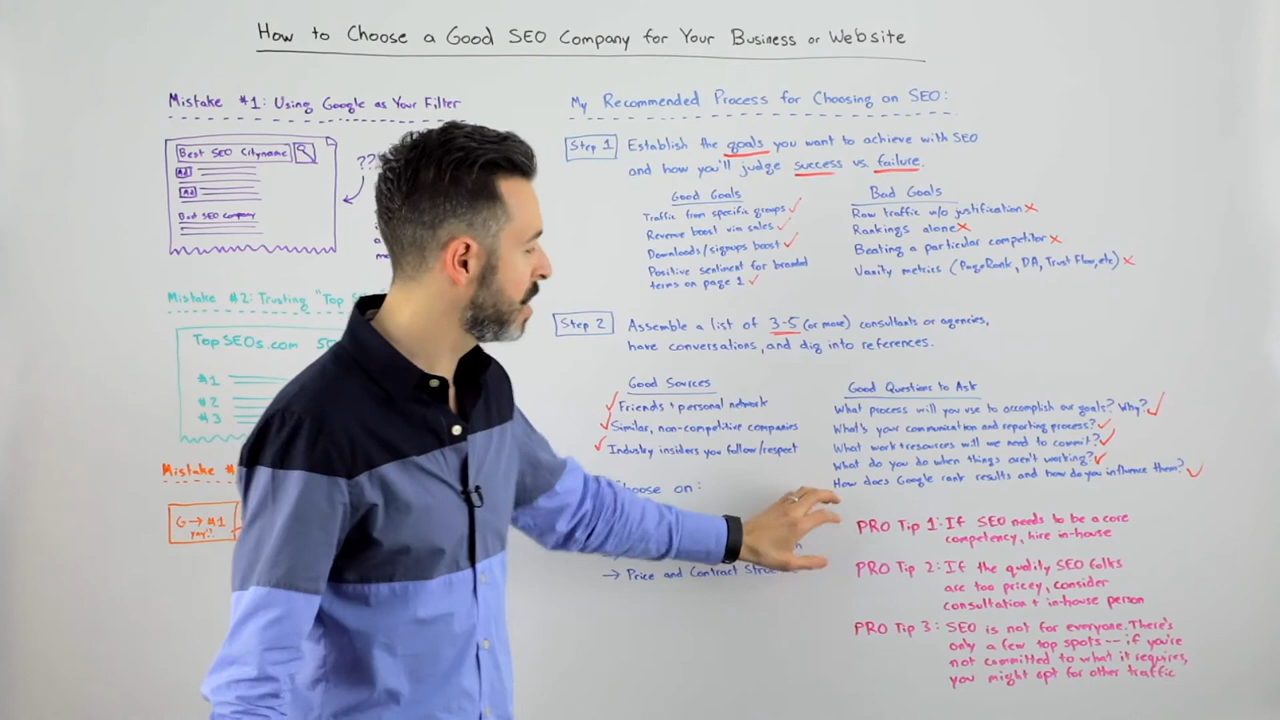 How to Choose a Good SEO Company for Your Business or Website
Mistake #1: Using Google as Your Filter
Best SEO Cityname
Ad
Ad
Best SEO company
??
Mistake #2: Trusting "Top
TopSEOs.com
#1
#2
#3
Mistake #
G → #1
yay!!
My Recommended Process for Choosing an SEO:
Step 1
Establish the goals you want to achieve with SEO
and how you'll judge success vs. failure.
Good Goals
Traffic from specific groups
Revenue boost via sales
Downloads/signups boost
Positive sentiment for branded
terms on page 1
Bad Goals
Raw traffic w/o justification
Rankings alone
Beating a particular competitor
Vanity metrics (PageRank, DA, Trust Flow, etc)
Step 2
Assemble a list of 3-5 (or more) consultants or agencies,
have conversations, and dig into references.
Good Sources
Friends + personal network
Similar, non-competitive companies
Industry insiders you follow/respect
Good Questions to Ask
What process will you use to accomplish our goals? Why?
What's your communication and reporting process?
What work + resources will we need to commit?
What do you do when things aren't working?
How does Google rank results and how do you influence them?
choose on:
→ Price and Contract
PRO Tip 1: If SEO needs to be a core
competency, hire in-house
PRO Tip 2: If the quality SEO folks
are too pricey, consider
consultation + in-house person
PRO Tip 3: SEO is not for everyone. There's
only a few top spots -- if you're
not committed to what it requires,
you might opt for other traffic